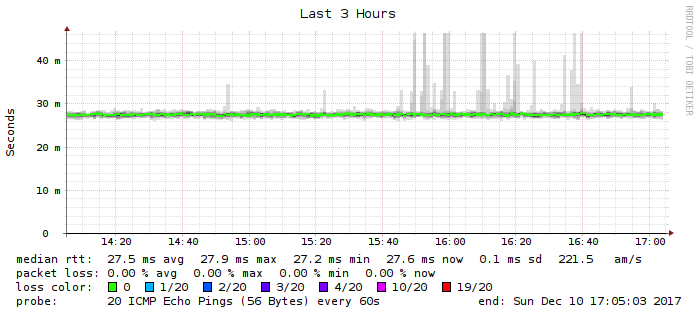 Last 3 Hours
RRDTOOL / TOBI OETIKER
Seconds
40 m
30 m
20 m
10 m
0
14:20 14:40 15:00 15:20 15:40 16:00 16:20 16:40 17:00
median rtt: 27.5 ms avg 27.9 ms max 27.2 ms min 27.6 ms now 0.1 ms sd 221.5 am/s
packet loss: 0.00 % avg 0.00 % max 0.00 % min 0.00 % now
loss color: 0 1/20 2/20 3/20 4/20 10/20 19/20
probe: 20 ICMP Echo Pings (56 Bytes) every 60s end: Sun Dec 10 17:05:03 2017